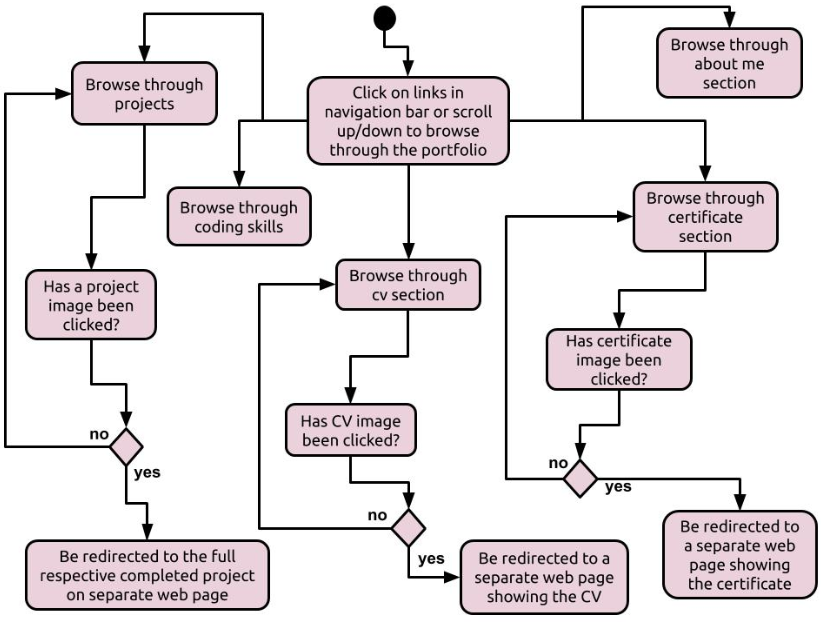 Browse through
projects
Click on links in
navigation bar or scroll
up/down to browse
through the portfolio
Browse through
about me
section
Browse through
coding skills
Browse through
certificate
section
Has a project
image been
clicked?
Browse through
cv section
Has certificate
image been
clicked?
Has CV image
been clicked?
no
yes
no
yes
no
yes
Be redirected to the full
respective completed project
on separate web page
Be redirected to a
separate web page
showing the CV
Be redirected to
a separate web
page showing
the certificate